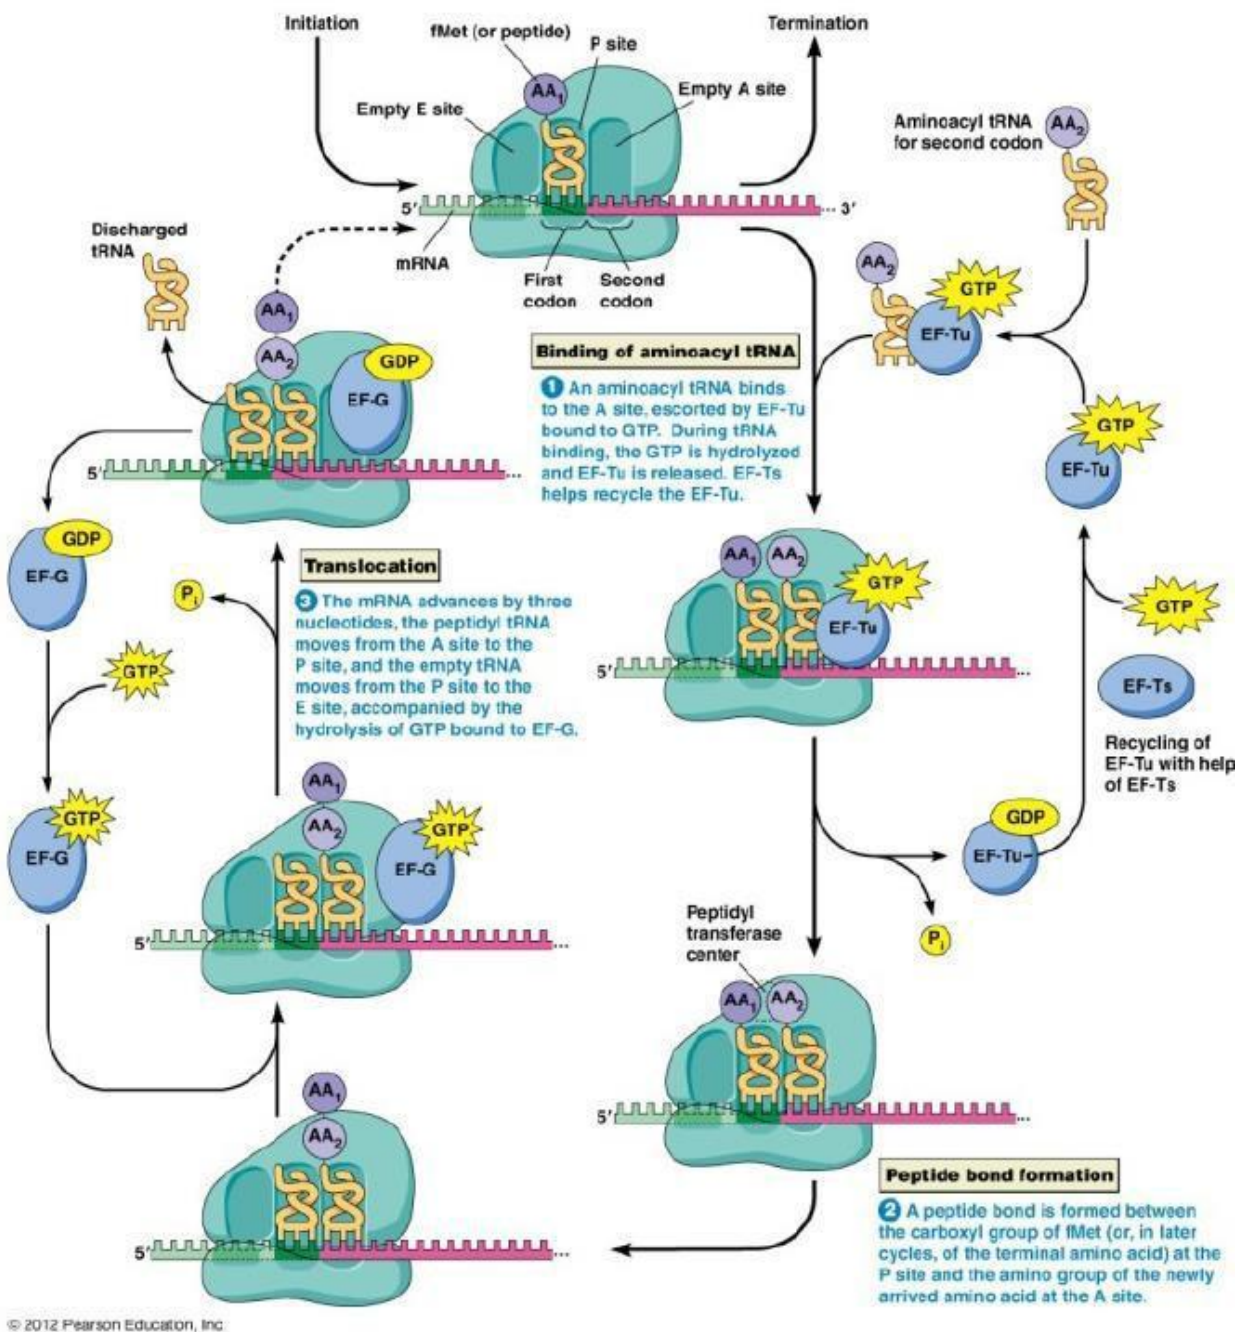 Initiation
Termination
fMet (or peptide)
P site
AA1
Empty E site
Empty A site
Aminoacyl tRNA
for second codon
AA2
5′
3′
mRNA
First
codon
Second
codon
Discharged
tRNA
AA2
GTP
EF-Tu
AA1
AA2
GDP
EF-G
5′
Binding of aminoacyl tRNA
1 An aminoacyl tRNA binds
to the A site, escorted by EF-Tu
bound to GTP. During tRNA
binding, the GTP is hydrolyzed
and EF-Tu is released. EF-Ts
helps recycle the EF-Tu.
GTP
EF-Tu
GDP
EF-G
Pi
Translocation
3 The mRNA advances by three
nucleotides, the peptidyl tRNA
moves from the A site to the
P site, and the empty tRNA
moves from the P site to the
E site, accompanied by the
hydrolysis of GTP bound to EF-G.
AA1
AA2
GTP
EF-Tu
5′
GTP
EF-Ts
Recycling of
EF-Tu with help
of EF-Ts
GTP
GTP
EF-G
AA1
AA2
GTP
EF-G
5′
GDP
EF-Tu
Pi
Peptidyl
transferase
center
AA1
AA2
5′
AA1
AA2
5′
Peptide bond formation
2 A peptide bond is formed between
the carboxyl group of fMet (or, in later
cycles, of the terminal amino acid) at the
P site and the amino group of the newly
arrived amino acid at the A site.
© 2012 Pearson Education, Inc